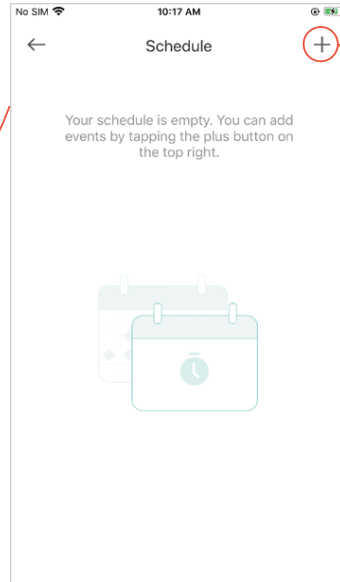 No SIM 10:17 AM
Schedule
Your schedule is empty. You can add
events by tapping the plus button on
the top right.